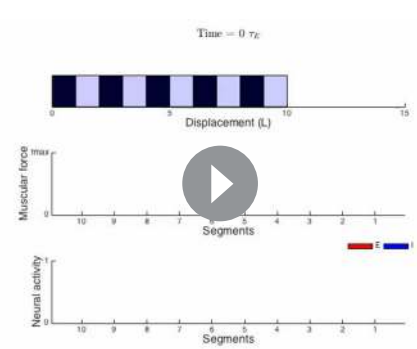 Time = 0 τE
0 5 10 15
Displacement (L)
Muscular force
fmax
0
10 9 8 7 6 5 4 3 2 1
Segments
E I
Neural activity
1
0
10 9 8 7 6 5 4 3 2 1
Segments